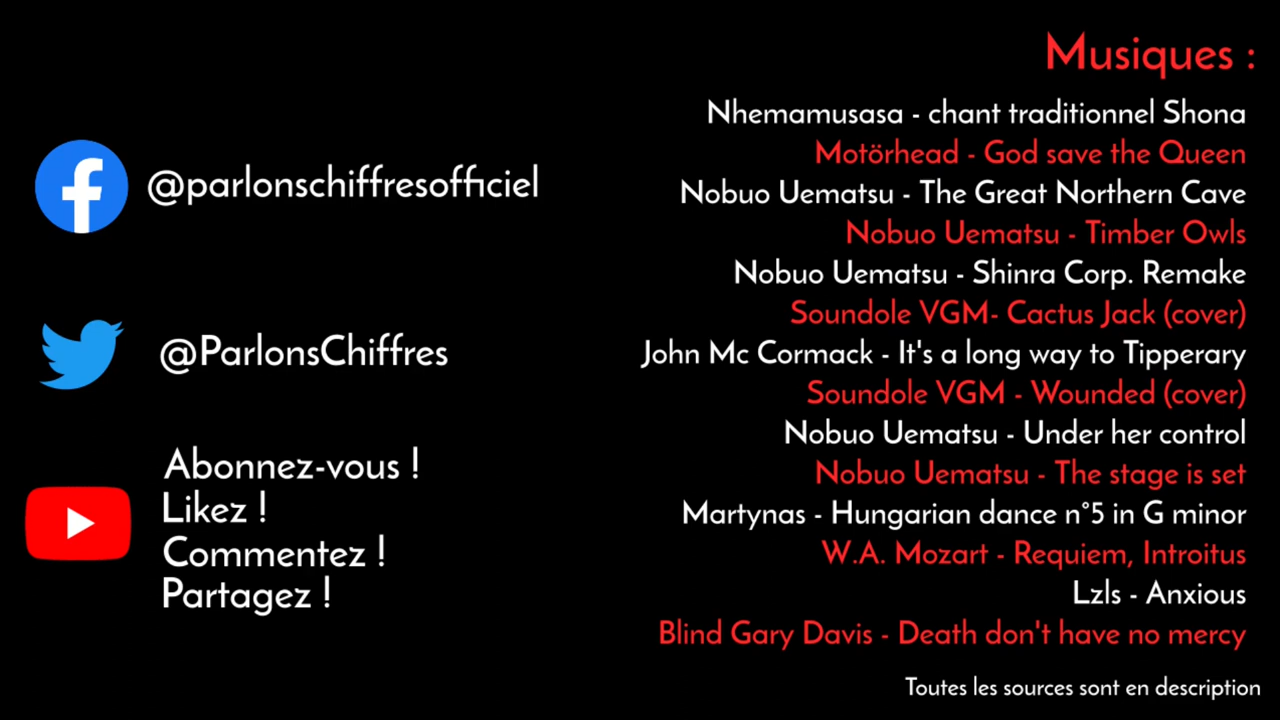 @parlonschiffresofficiel
@ParlonsChiffres
Abonnez-vous !
Likez !
Commentez !
Partagez !
Musiques :
Nhemamusasa - chant traditionnel Shona
Motörhead - God save the Queen
Nobuo Uematsu - The Great Northern Cave
Nobuo Uematsu - Timber Owls
Nobuo Uematsu - Shinra Corp. Remake
Soundole VGM- Cactus Jack (cover)
John Mc Cormack - It's a long way to Tipperary
Soundole VGM - Wounded (cover)
Nobuo Uematsu - Under her control
Nobuo Uematsu - The stage is set
Martynas - Hungarian dance n°5 in G minor
W.A. Mozart - Requiem, Introitus
Lzls - Anxious
Blind Gary Davis - Death don't have no mercy
Toutes les sources sont en description